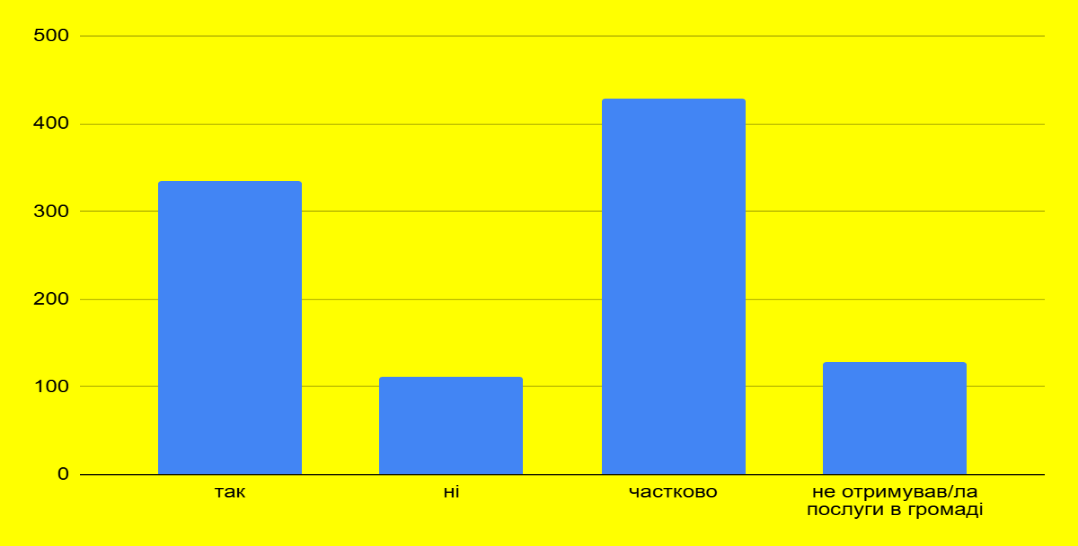 500
400
300
200
100
0
так
ні
частково
не отримував/ла
послуги в громаді